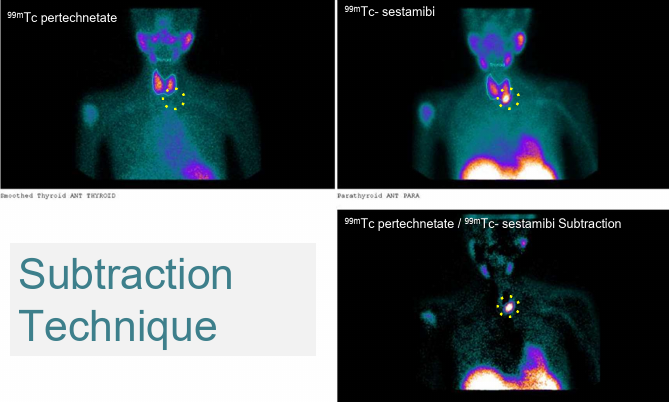 ⁹⁹ᵐTc pertechnetate
⁹⁹ᵐTc- sestamibi
Smoothed Thyroid ANT THYROID
Parathyroid ANT PARA
⁹⁹ᵐTc pertechnetate / ⁹⁹ᵐTc- sestamibi Subtraction
Subtraction
Technique